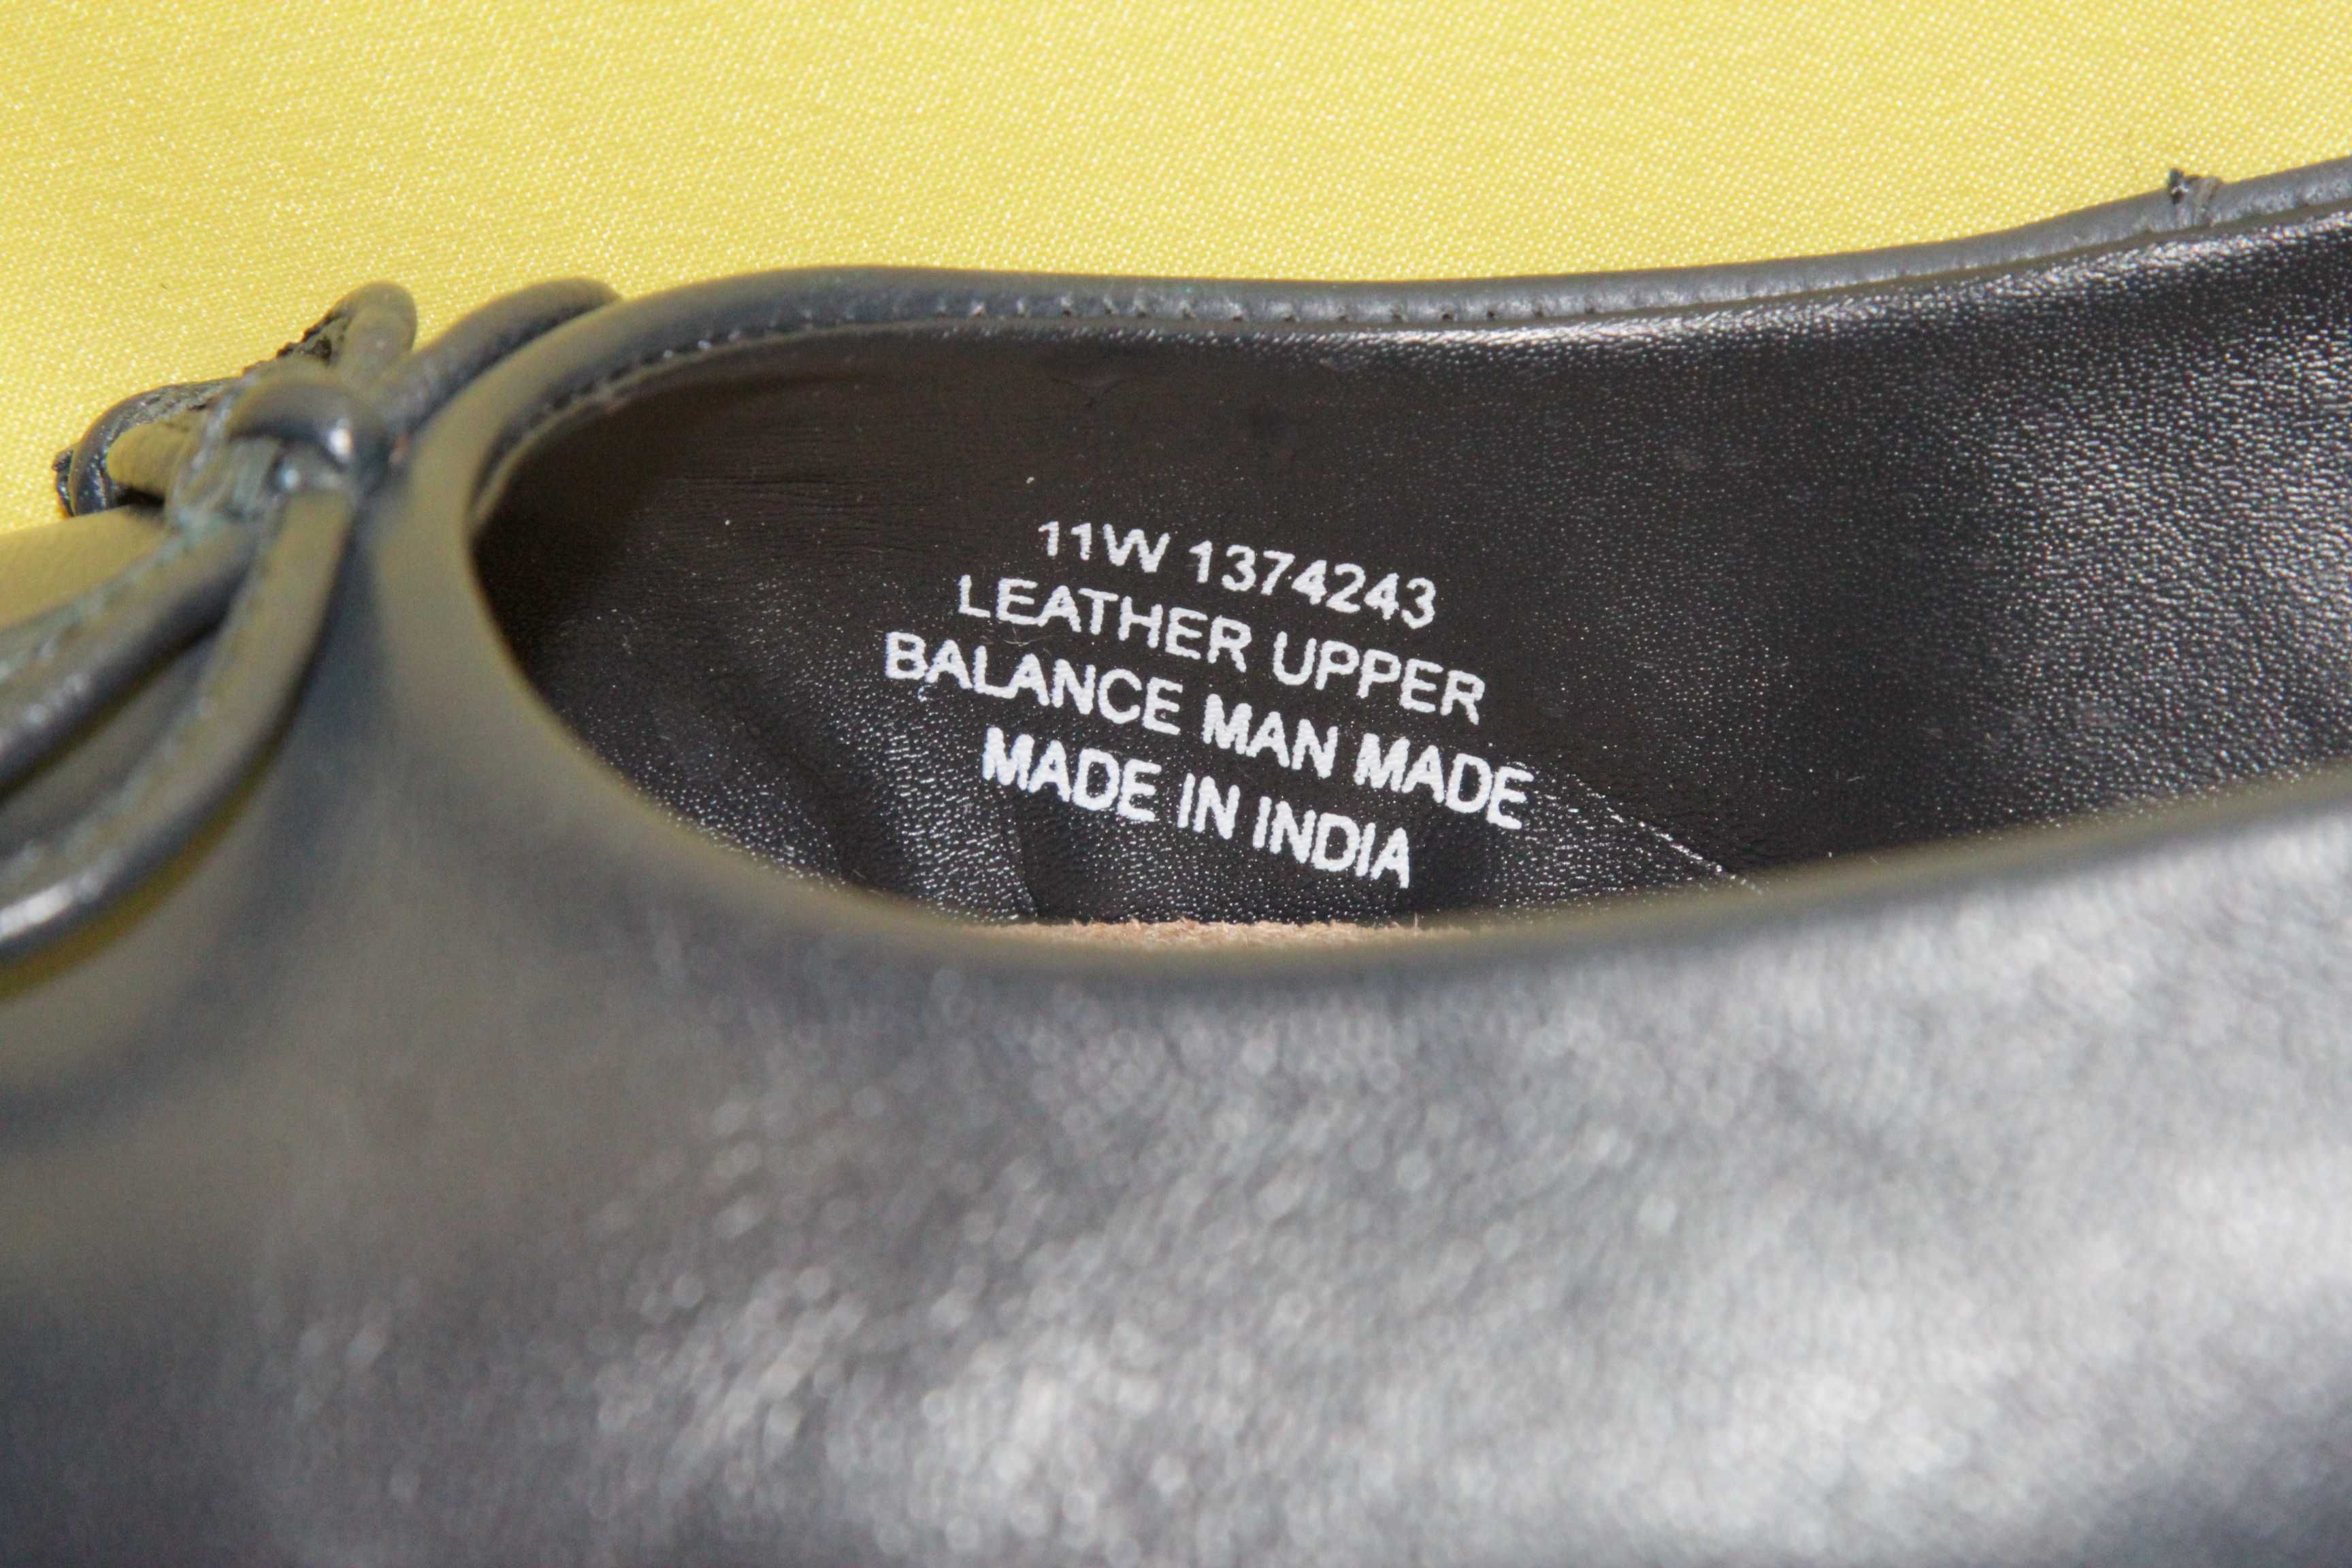 11W 1374243
LEATHER UPPER
BALANCE MAN MADE
MADE IN INDIA